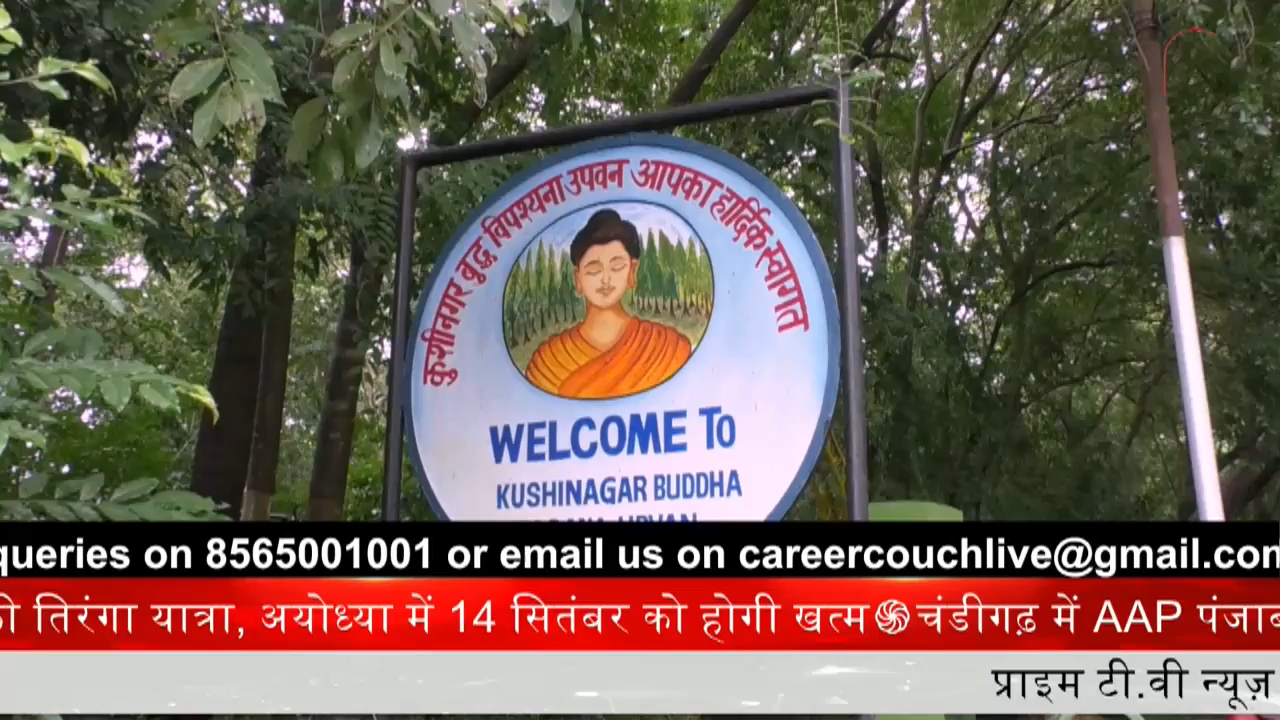 कुशीनगर बुद्ध विपश्यना उपवन आपका हार्दिक स्वागत
WELCOME To
KUSHINAGAR BUDDHA
queries on 8565001001 or email us on careercouchlive@gmail.com
तिरंगा यात्रा, अयोध्या में 14 सितंबर को होगी खत्म चंडीगढ़ में AAP पंजाब
प्राइम टी.वी न्यूज़